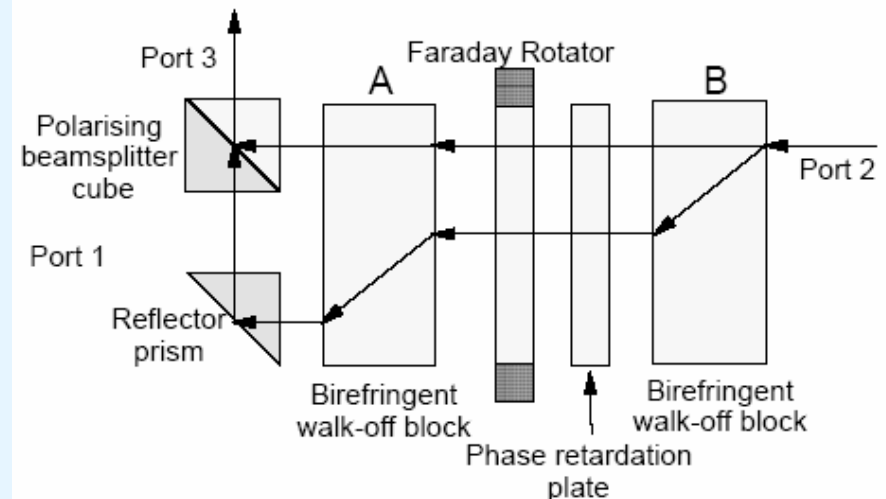 Port 3
Faraday Rotator
A
B
Polarising
beamsplitter
cube
Port 2
Port 1
Reflector
prism
Birefringent
walk-off block
Birefringent
walk-off block
Phase retardation
plate